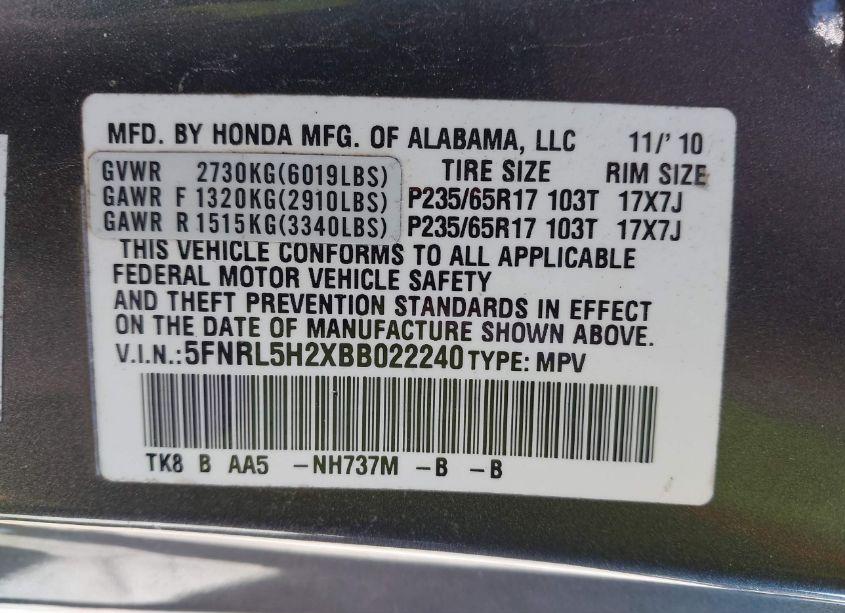 MFD. BY HONDA MFG. OF ALABAMA, LLC 11/' 10
GVWR 2730KG(6019LBS) TIRE SIZE RIM SIZE
GAWR F 1320KG(2910LBS) P235/65R17 103T 17X7J
GAWR R 1515KG(3340LBS) P235/65R17 103T 17X7J
THIS VEHICLE CONFORMS TO ALL APPLICABLE
FEDERAL MOTOR VEHICLE SAFETY
AND THEFT PREVENTION STANDARDS IN EFFECT
ON THE DATE OF MANUFACTURE SHOWN ABOVE.
V.I.N.:5FNRL5H2XBB022240 TYPE: MPV
TK8 B AA5 -NH737M -B -B